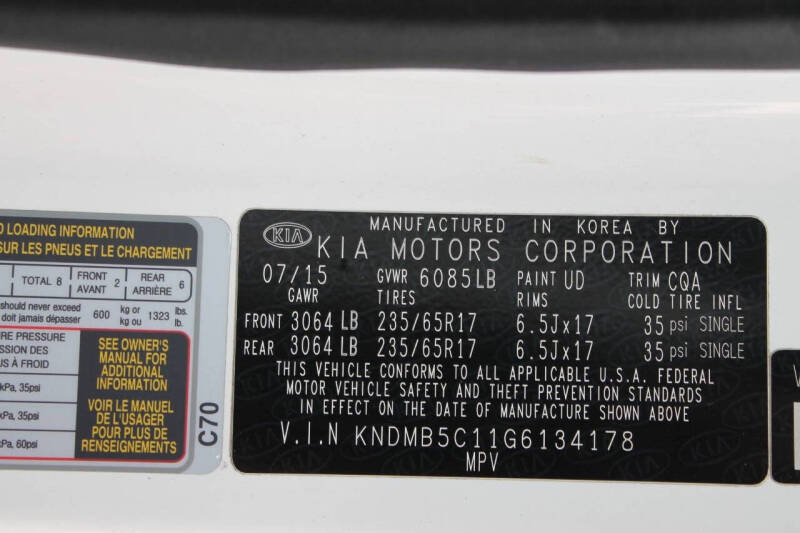 D LOADING INFORMATION
SUR LES PNEUS ET LE CHARGEMENT
TOTAL 8 FRONT AVANT 2 REAR ARRIÈRE 6
should never exceed
doit jamais dépasser 600 kg or kg ou 1323 lbs. lb.
RE PRESSURE
SSION DES
S À FROID
kPa, 35psi
kPa, 35psi
kPa, 60psi
SEE OWNER'S
MANUAL FOR
ADDITIONAL
INFORMATION
VOIR LE MANUEL
DE L'USAGER
POUR PLUS DE
RENSEIGNEMENTS
C70
MANUFACTURED IN KOREA BY
KIA KIA MOTORS CORPORATION
07/15 GVWR 6085LB PAINT UD TRIM CQA
GAWR TIRES RIMS COLD TIRE INFL
FRONT 3064 LB 235/65R17 6.5Jx17 35 psi SINGLE
REAR 3064 LB 235/65R17 6.5Jx17 35 psi SINGLE
THIS VEHICLE CONFORMS TO ALL APPLICABLE U.S.A. FEDERAL
MOTOR VEHICLE SAFETY AND THEFT PREVENTION STANDARDS
IN EFFECT ON THE DATE OF MANUFACTURE SHOWN ABOVE
V.I.N KNDMB5C11G6134178
MPV
V